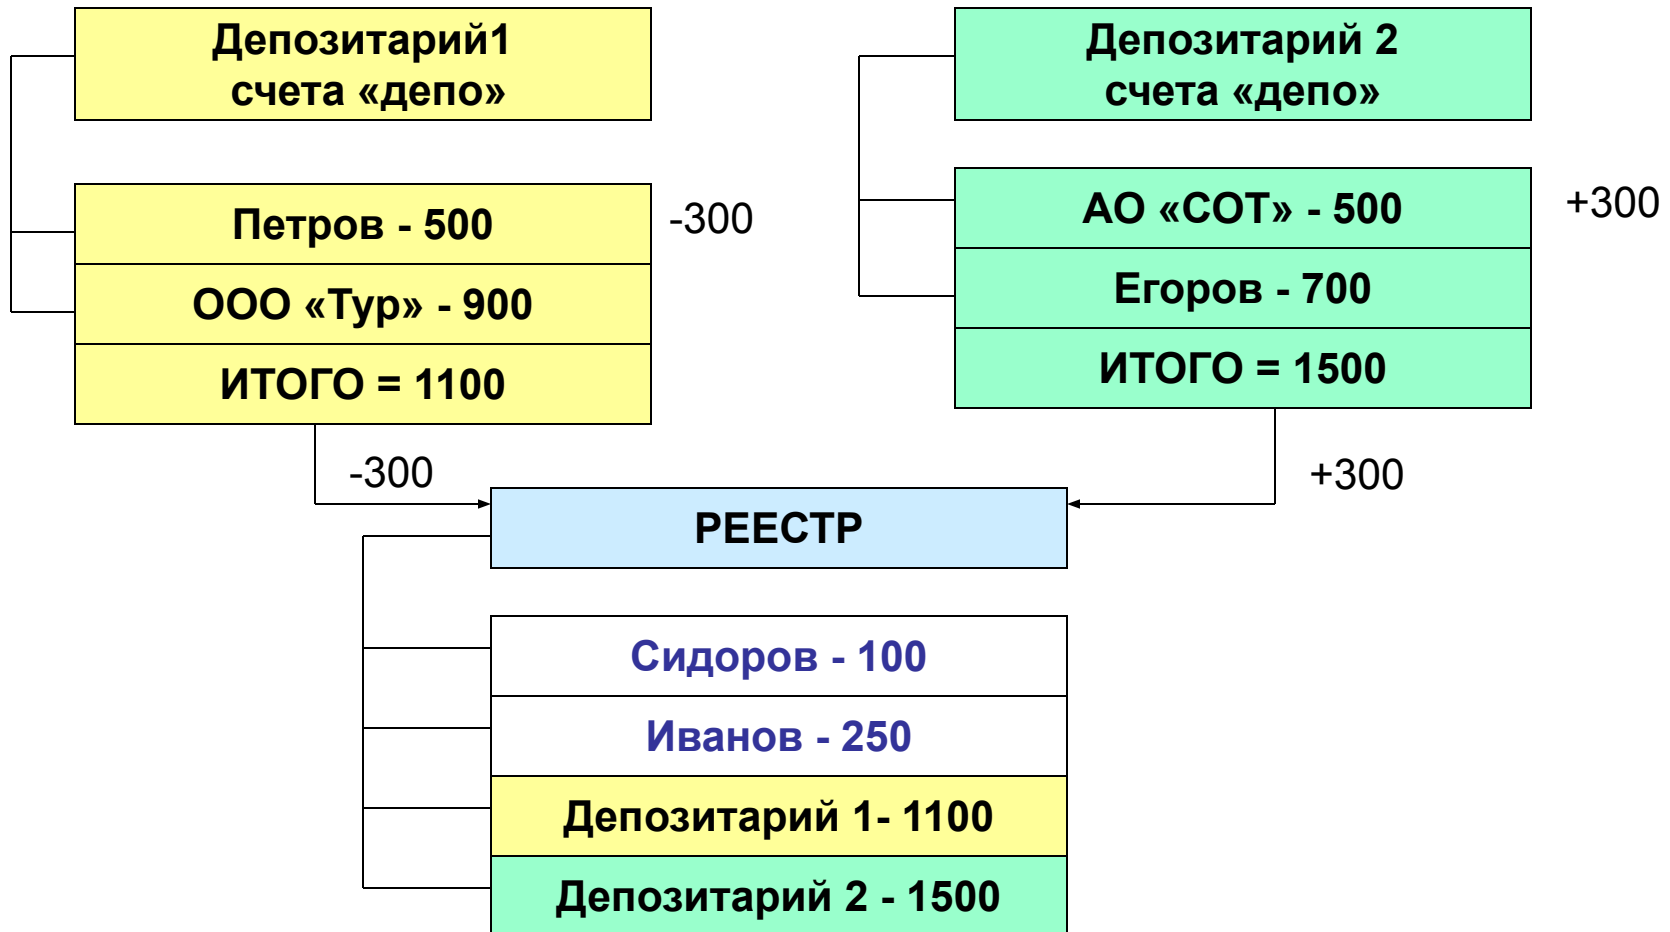 Депозитарий1
счета «депо»
Депозитарий 2
счета «депо»
Петров - 500
-300
ООО «Тур» - 900
ИТОГО = 1100
АО «СОТ» - 500
+300
Егоров - 700
ИТОГО = 1500
-300
+300
РЕЕСТР
Сидоров - 100
Иванов - 250
Депозитарий 1- 1100
Депозитарий 2 - 1500